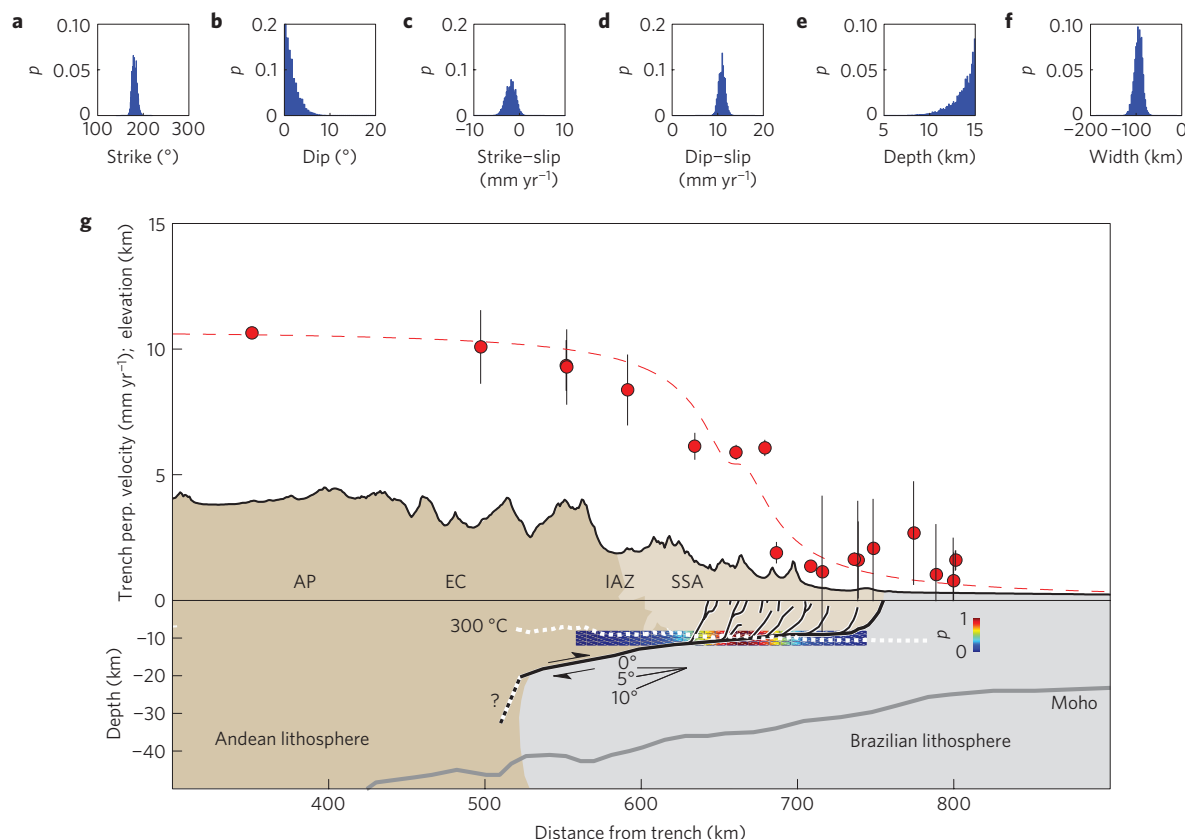 a
p
0.10
0.05
0
100 200 300
Strike (°)
b
p
0.2
0.1
0
0 10 20
Dip (°)
c
p
0.2
0.1
0
−10 0 10
Strike−slip
(mm yr⁻¹)
d
p
0.2
0.1
0
0 10 20
Dip−slip
(mm yr⁻¹)
e
p
0.10
0.05
0
5 10 15
Depth (km)
f
p
0.10
0.05
0
−200 −100 0
Width (km)
g
Trench perp. velocity (mm yr⁻¹); elevation (km)
15
10
5
0
AP EC IAZ SSA
300 °C
0°
5°
10°
?
1
0
p
Depth (km)
−10
−20
−30
−40
Moho
Andean lithosphere
Brazilian lithosphere
400 500 600 700 800
Distance from trench (km)